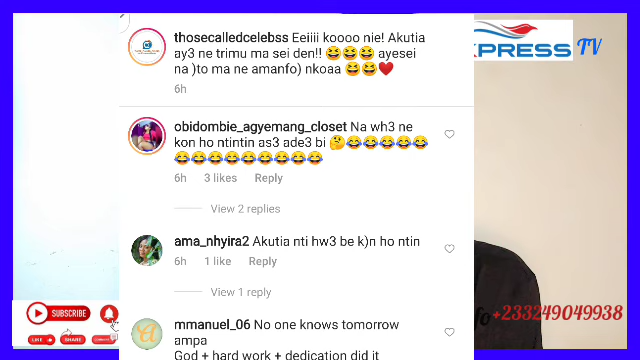 thosecalledcelebss Eeiiii koooo nie! Akutia
ay3 ne trimu ma sei den!! 😆😆😆 ayesei
na )to ma ne amanfo) nkoaa 😆😆❤️
6h
XPRESS TV
obidombie_agyemang_closet Na wh3 ne
kon ho ntintin as3 ade3 bi 🤔😂😂😂😂😂
😂😂😂😂😂😂😂😂😂
6h 3 likes Reply
View 2 replies
ama_nhyira2 Akutia nti hw3 be k)n ho ntin
6h 1 like Reply
View 1 reply
mmanuel_06 No one knows tomorrow
ampa
God + hard work + dedication did it
SUBSCRIBE
LIKE SHARE
+233249049938